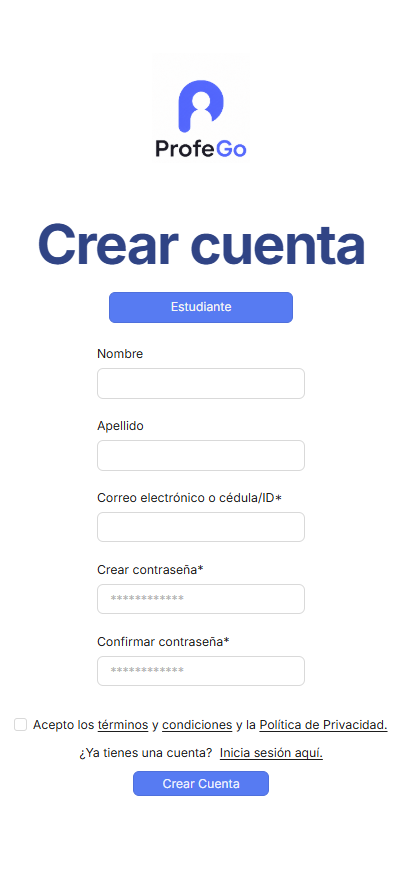 ProfeGo
Crear cuenta
Estudiante
Nombre
Apellido
Correo electrónico o cédula/ID*
Crear contraseña*
************
Confirmar contraseña*
************
Acepto los términos y condiciones y la Política de Privacidad.
¿Ya tienes una cuenta? Inicia sesión aquí.
Crear Cuenta